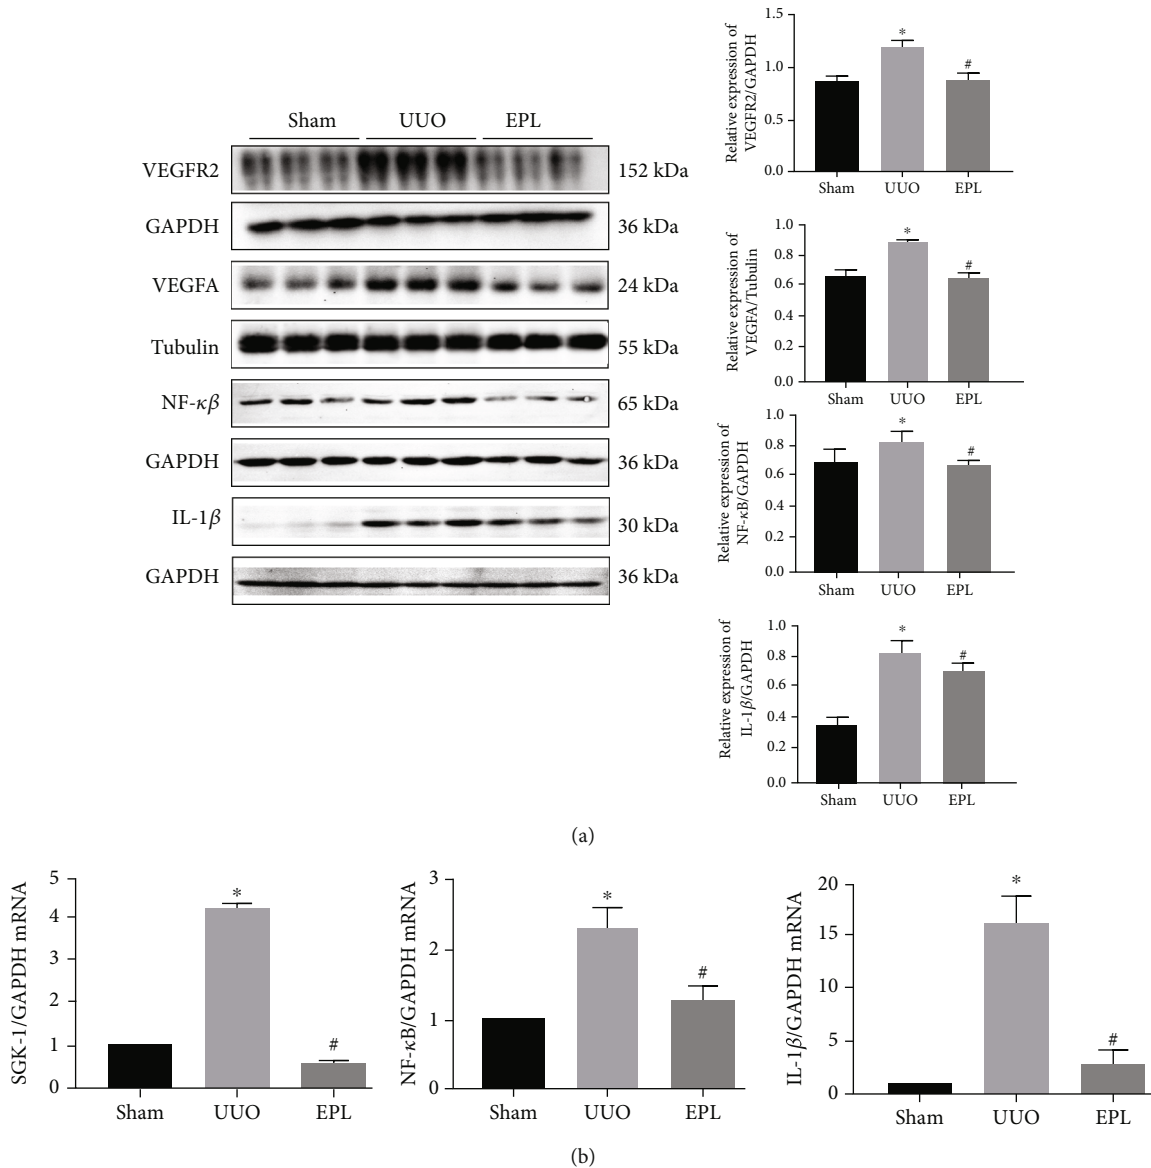 Sham UUO EPL
VEGFR2 152 kDa
GAPDH 36 kDa
VEGFA 24 kDa
Tubulin 55 kDa
NF-κβ 65 kDa
GAPDH 36 kDa
IL-1β 30 kDa
GAPDH 36 kDa
Relative expression of
VEGFR2/GAPDH
1.5
1.0
0.5
0.0
*
#
Sham UUO EPL
Relative expression of
VEGFA/Tubulin
1.0
0.8
0.6
0.4
0.2
0.0
*
#
Sham UUO EPL
Relative expression of
NF-κB/GAPDH
1.0
0.8
0.6
0.4
0.2
0.0
*
#
Sham UUO EPL
Relative expression of
IL-1β/GAPDH
1.0
0.8
0.6
0.4
0.2
0.0
*
#
Sham UUO EPL
(a)
SGK-1/GAPDH mRNA
5
4
3
2
1
0
*
#
Sham UUO EPL
NF-κB/GAPDH mRNA
3
2
1
0
*
#
Sham UUO EPL
IL-1β/GAPDH mRNA
20
15
10
5
0
*
#
Sham UUO EPL
(b)